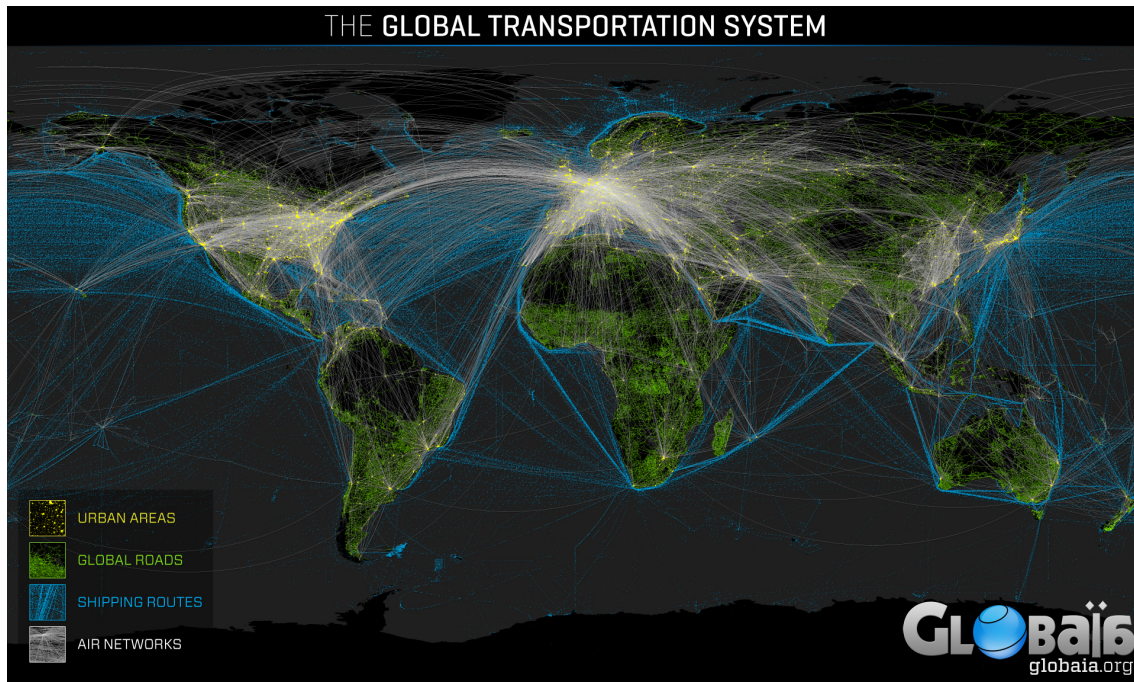 THE GLOBAL TRANSPORTATION SYSTEM
URBAN AREAS
GLOBAL ROADS
SHIPPING ROUTES
AIR NETWORKS
GLOBAÏA
globaia.org